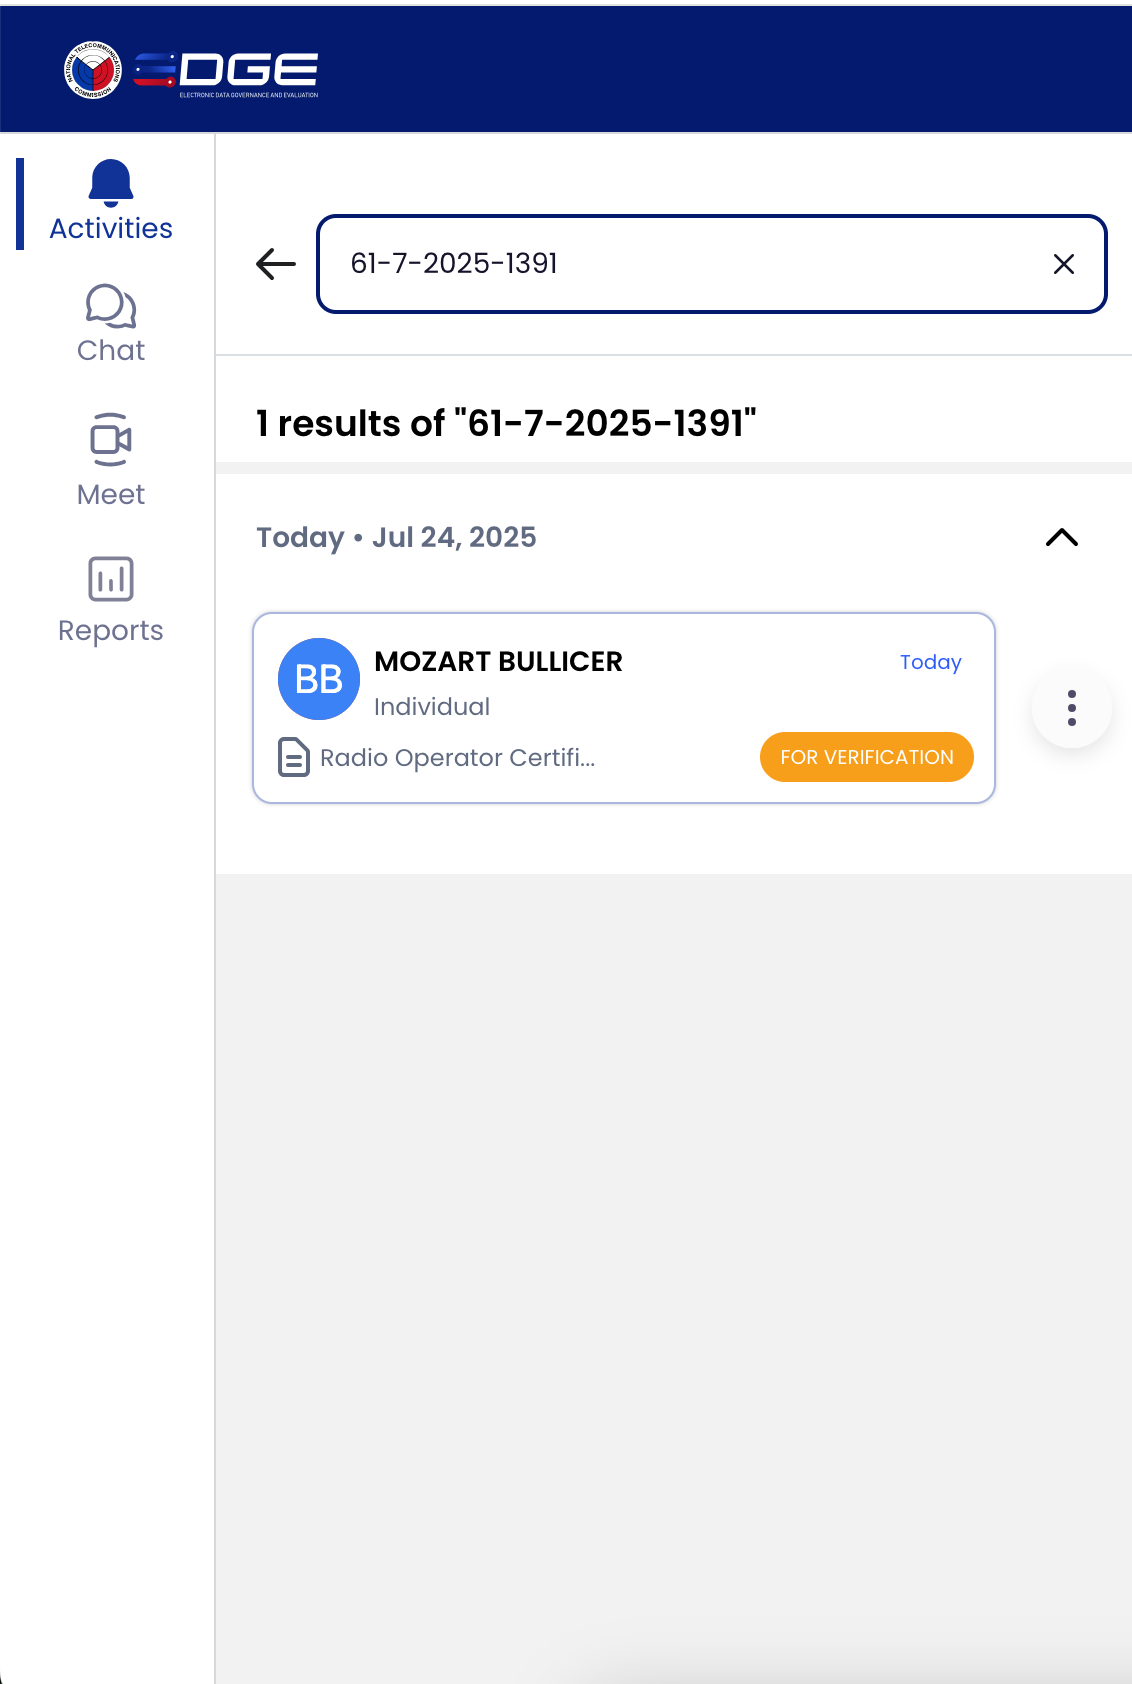 NATIONAL TELECOMMUNICATIONS COMMISSION
EDGE
ELECTRONIC DATA GOVERNANCE AND EVALUATION
Activities
Chat
Meet
Reports
61-7-2025-1391
1 results of "61-7-2025-1391"
Today • Jul 24, 2025
BB
MOZART BULLICER
Today
Individual
Radio Operator Certifi...
FOR VERIFICATION